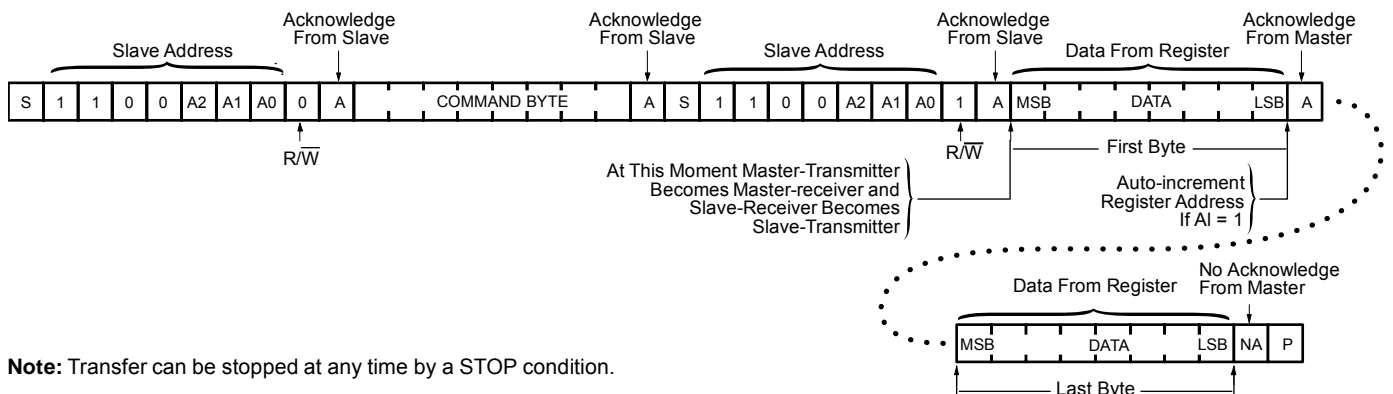 Acknowledge From Slave
Acknowledge From Slave
Acknowledge From Slave
Acknowledge From Master
Slave Address
Slave Address
Data From Register
S 1 1 0 0 A2 A1 A0 0 A COMMAND BYTE A S 1 1 0 0 A2 A1 A0 1 A MSB DATA LSB A
R/W̅
R/W̅
First Byte
At This Moment Master-Transmitter
Becomes Master-receiver and
Slave-Receiver Becomes
Slave-Transmitter
Auto-increment
Register Address
If AI = 1
Data From Register
No Acknowledge
From Master
MSB DATA LSB NA P
Last Byte
Note: Transfer can be stopped at any time by a STOP condition.